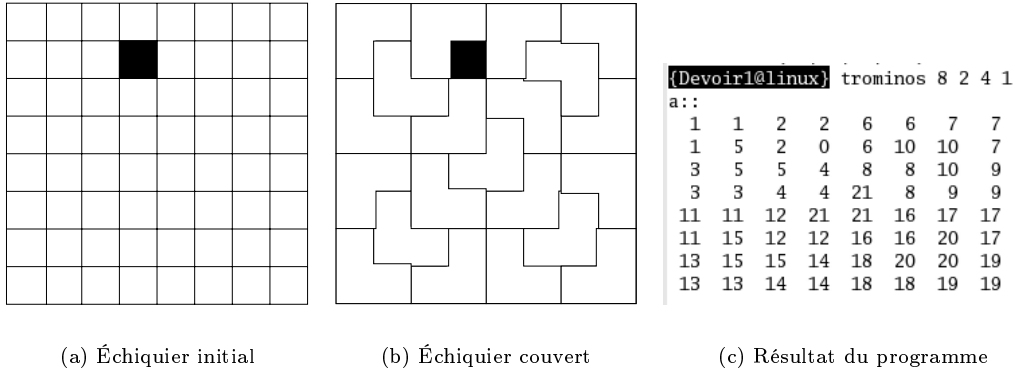 {Devoir1@linux} trominos 8 2 4 1
a::
1 1 2 2 6 6 7 7
1 5 2 0 6 10 10 7
3 5 5 4 8 8 10 9
3 3 4 4 21 8 9 9
11 11 12 21 21 16 17 17
11 15 12 12 16 16 20 17
13 15 15 14 18 20 20 19
13 13 14 14 18 18 19 19
(a) Échiquier initial
(b) Échiquier couvert
(c) Résultat du programme